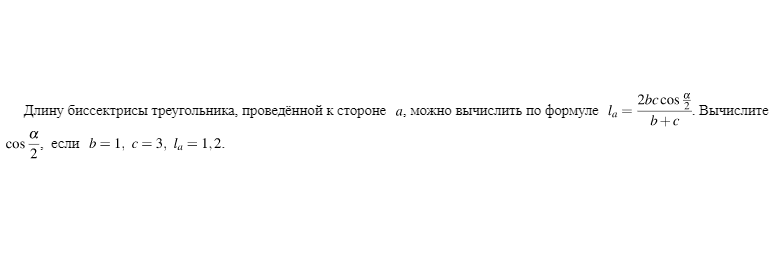 Длину биссектрисы треугольника, проведённой к стороне a, можно вычислить по формуле l_a = \frac{2bc\cos\frac{\alpha}{2}}{b+c}. Вычислите
cos \frac{\alpha}{2}, если b = 1, c = 3, l_a = 1,2.